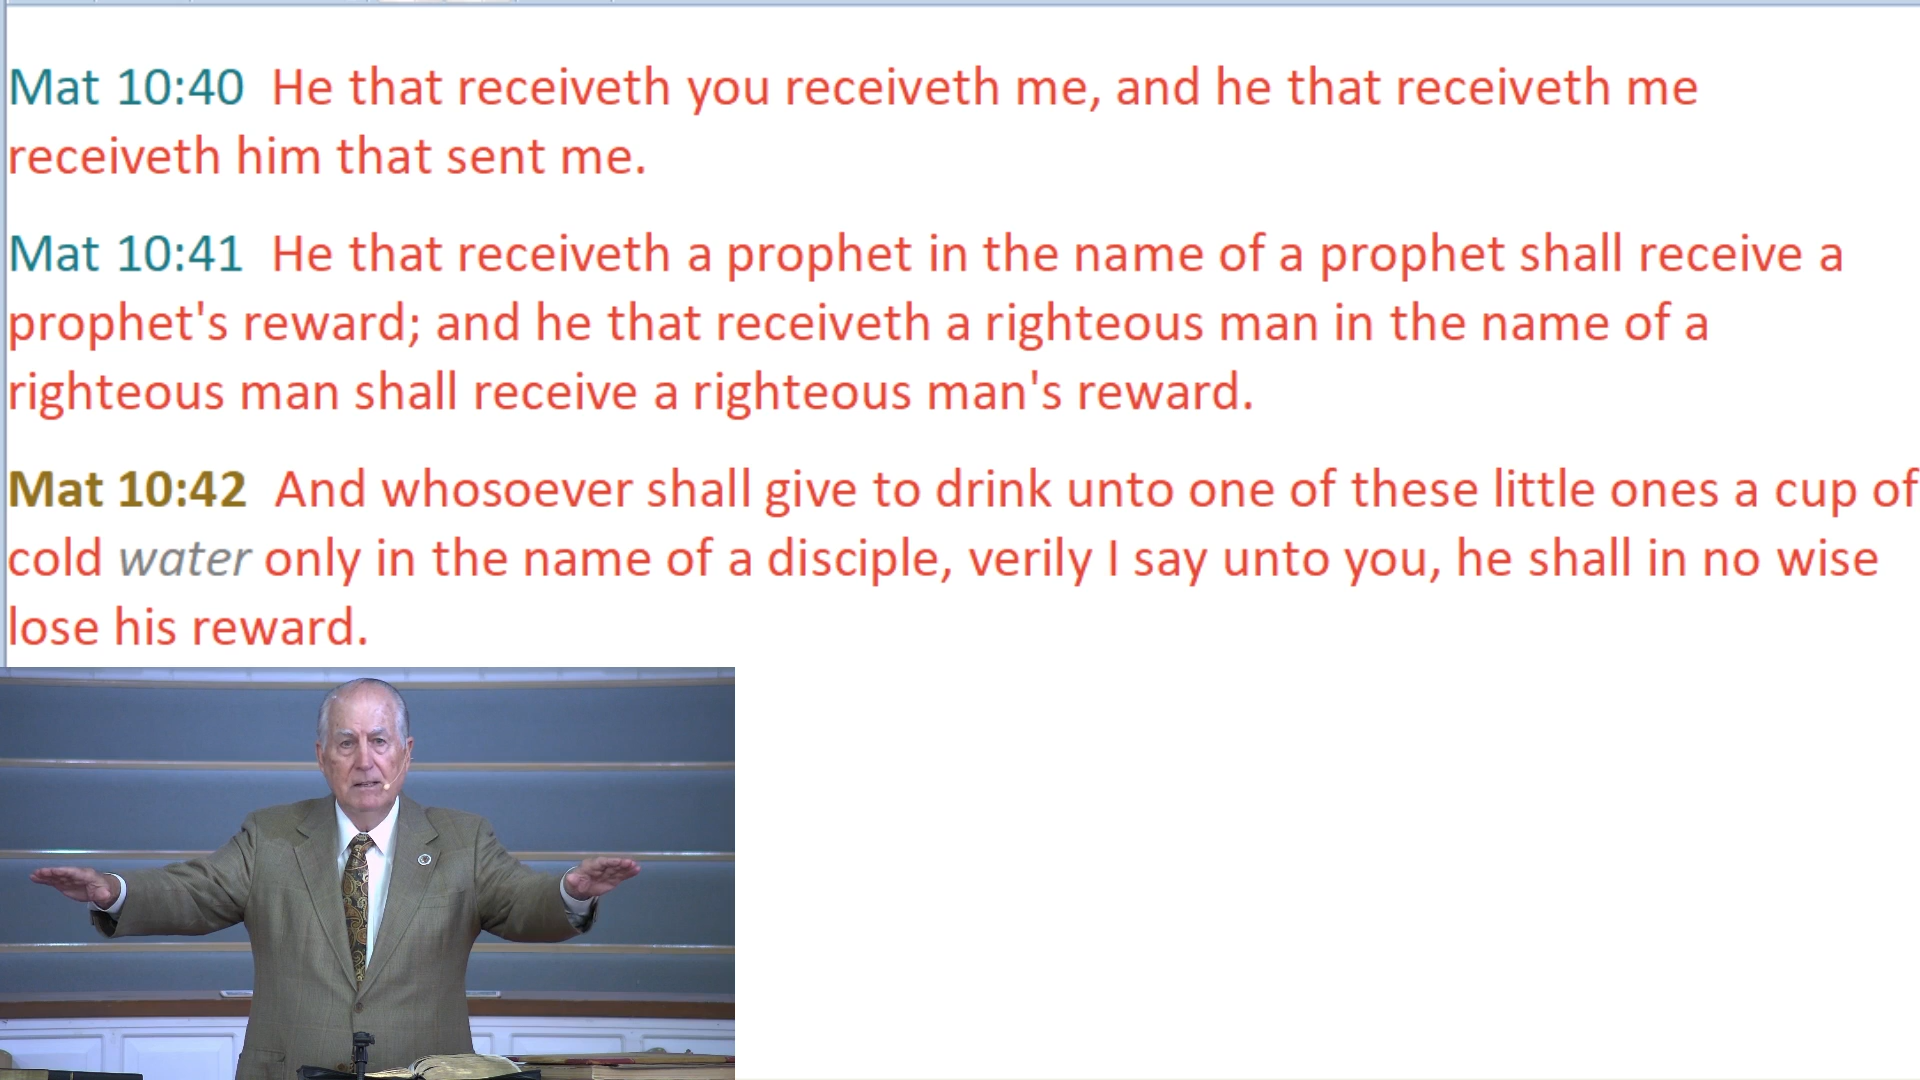 Mat 10:40  He that receiveth you receiveth me, and he that receiveth me
receiveth him that sent me.
Mat 10:41  He that receiveth a prophet in the name of a prophet shall receive a
prophet's reward; and he that receiveth a righteous man in the name of a
righteous man shall receive a righteous man's reward.
Mat 10:42  And whosoever shall give to drink unto one of these little ones a cup of
cold water only in the name of a disciple, verily I say unto you, he shall in no wise
lose his reward.